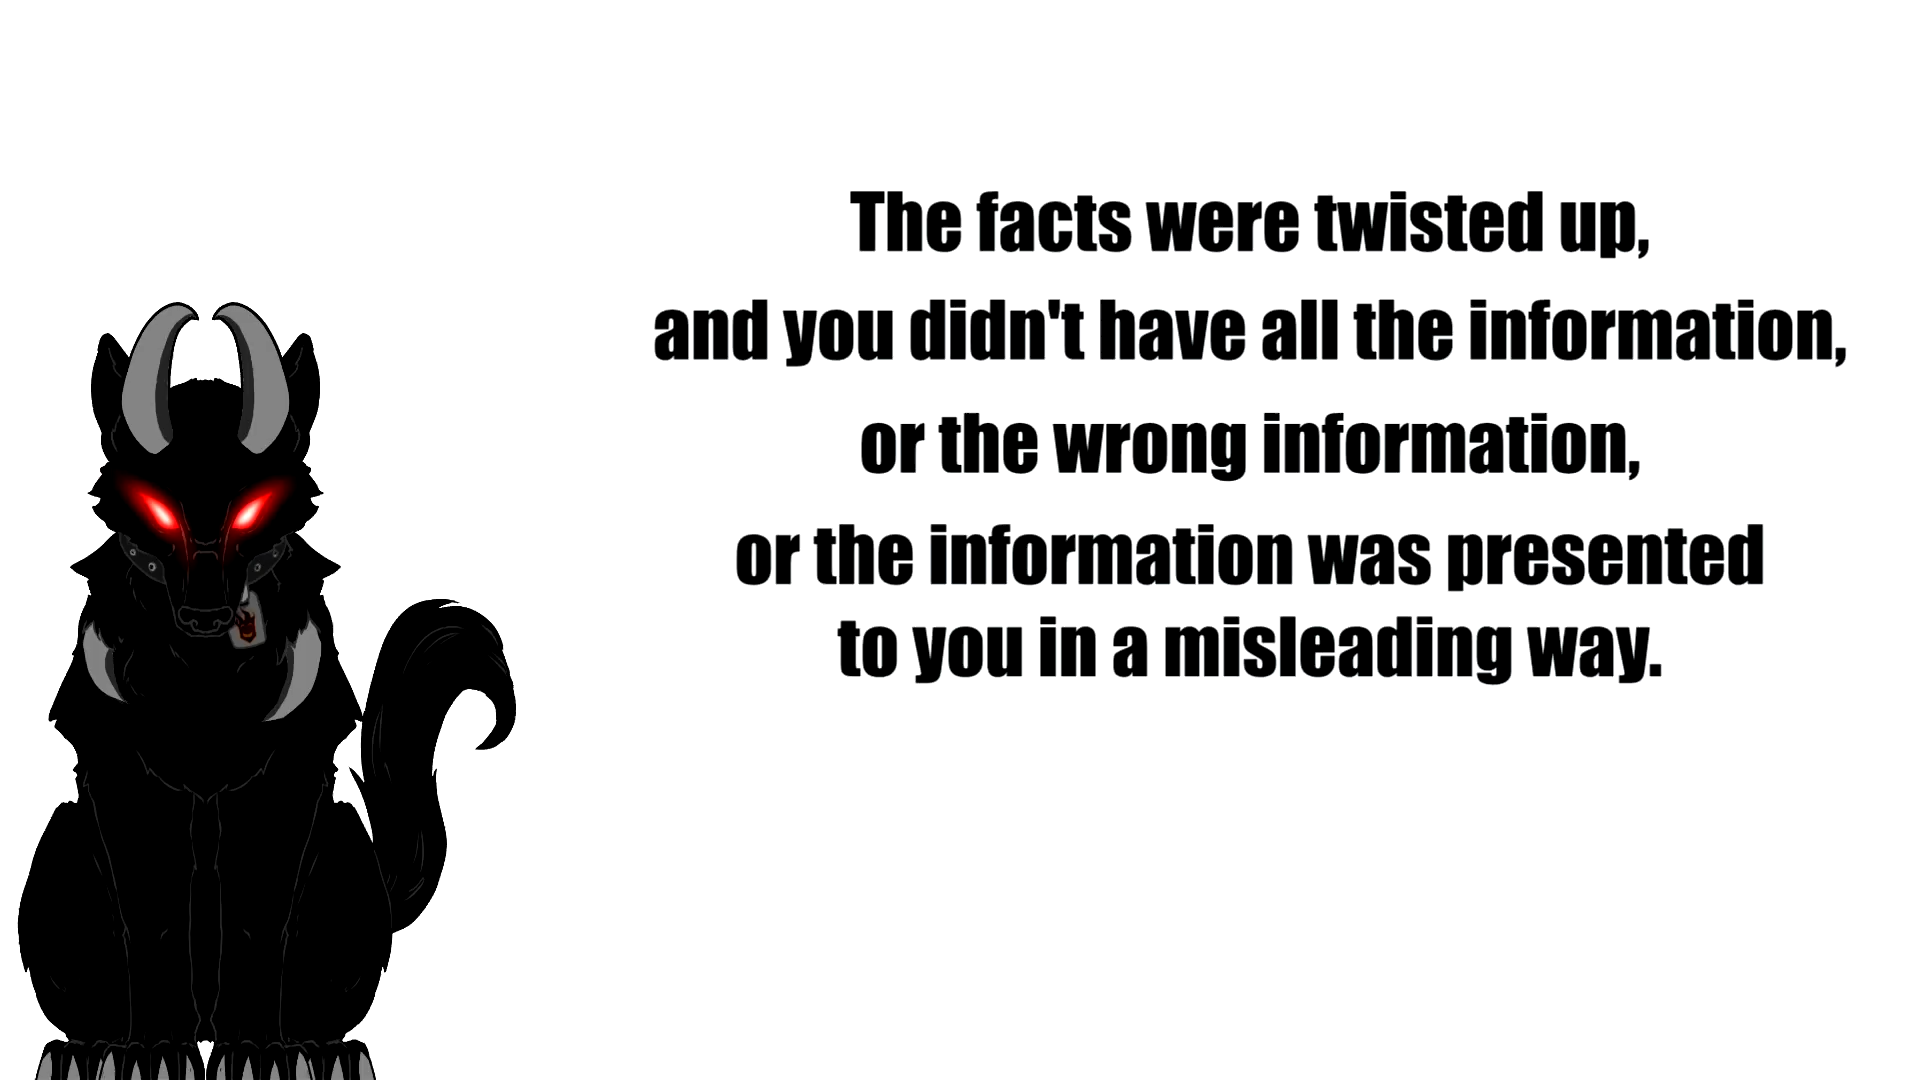 The facts were twisted up,
and you didn't have all the information,
or the wrong information,
or the information was presented
to you in a misleading way.